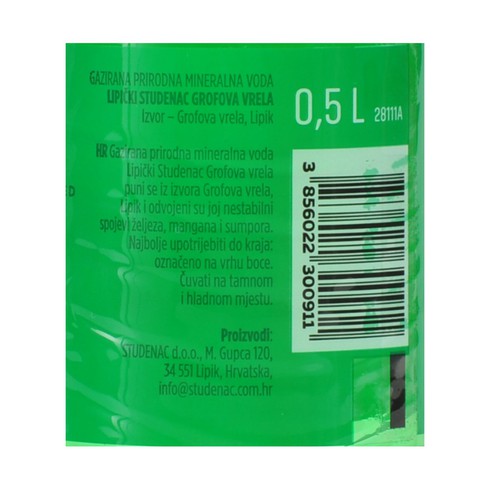 GAZIRANA PRIRODNA MINERALNA VODA
LIPIČKI STUDENAC GROFOVA VRELA
Izvor – Grofova vrela, Lipik
0,5 L 28111A
HR Gazirana prirodna mineralna voda
Lipički Studenac Grofova vrela
puni se iz izvora Grofova vrela,
Lipik i odvojeni su joj nestabilni
spojevi željeza, mangana i sumpora.
Najbolje upotrijebiti do kraja:
označeno na vrhu boce.
Čuvati na tamnom
i hladnom mjestu.
Proizvodi:
STUDENAC d.o.o., M. Gupca 120,
34 551 Lipik, Hrvatska,
info@studenac.com.hr
3 856022 300911
ED